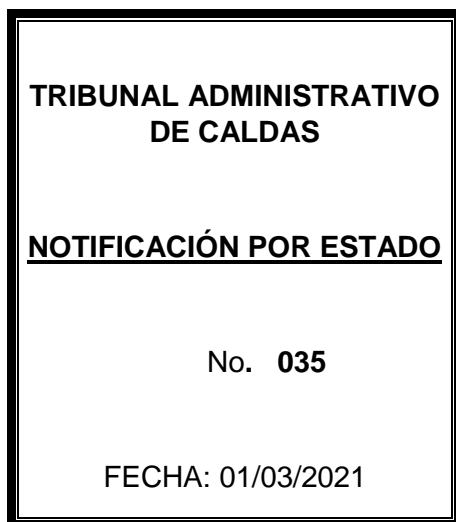 TRIBUNAL ADMINISTRATIVO
DE CALDAS
NOTIFICACIÓN POR ESTADO
No. 035
FECHA: 01/03/2021